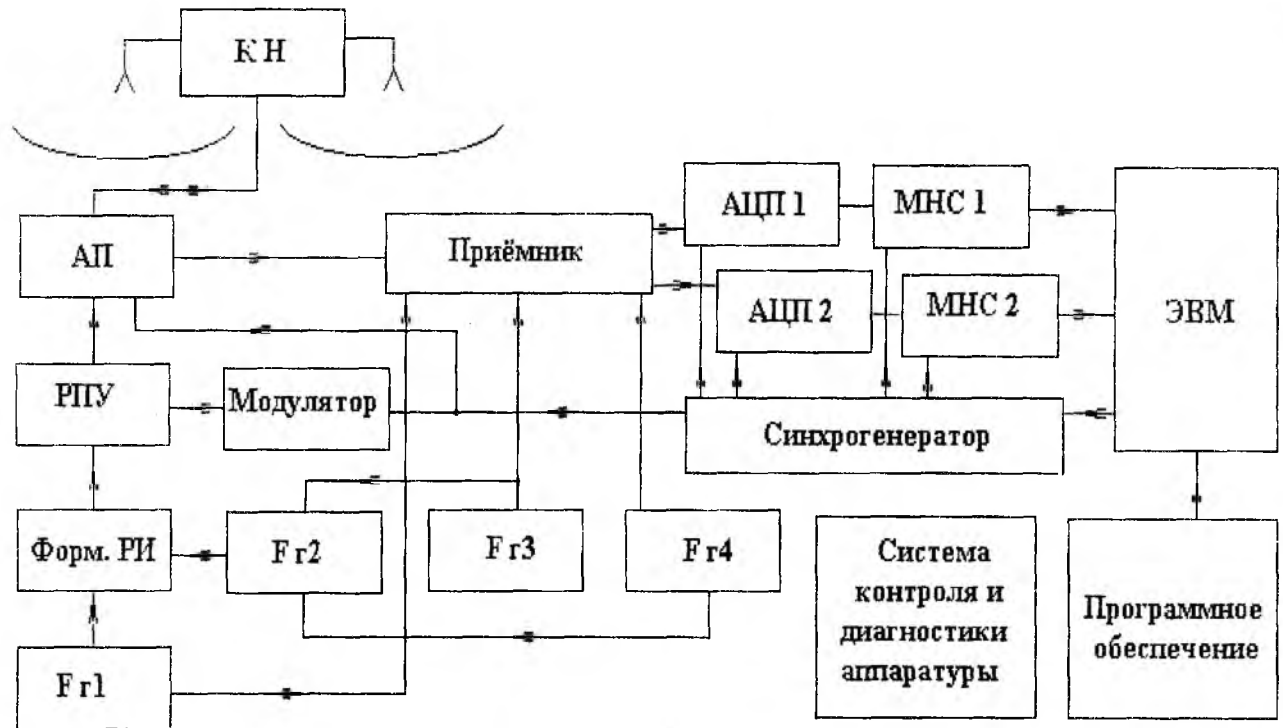 К Н
АЦП 1
МНС 1
АП
Приёмник
АЦП 2
МНС 2
ЭВМ
РПУ
Модулятор
Синхрогенератор
Форм. РИ
F г2
F г3
F г4
Система
контроля и
диагностики
аппаратуры
Программное
обеспечение
F г1